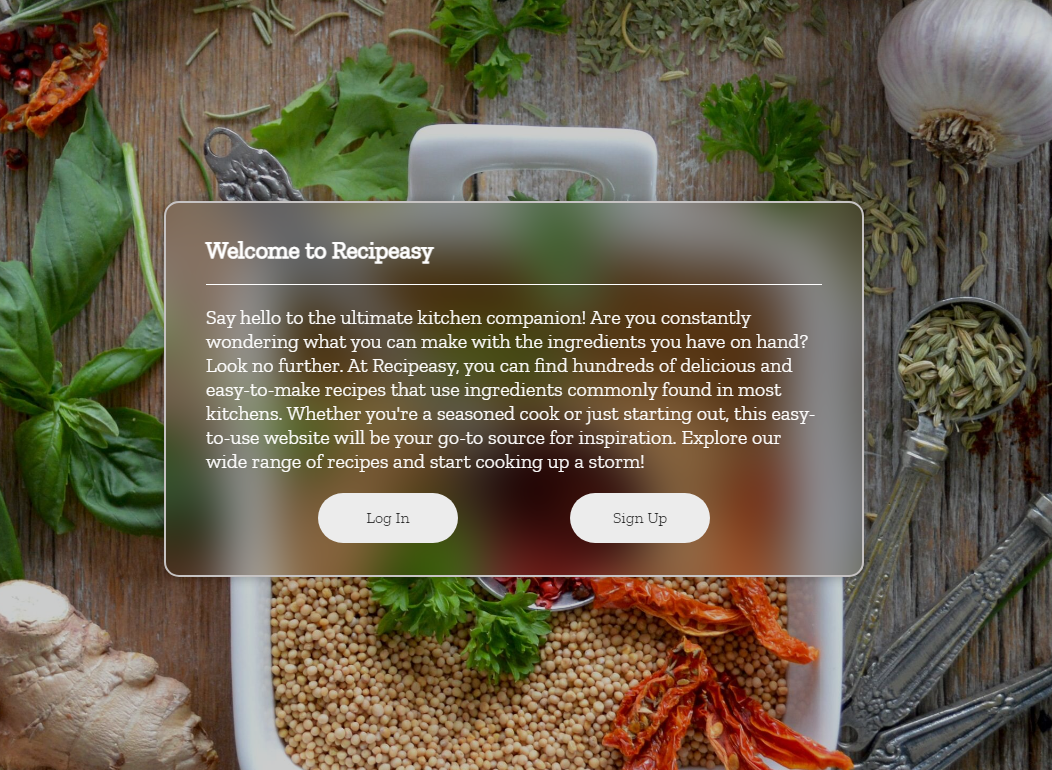 Welcome to Recipeasy
Say hello to the ultimate kitchen companion! Are you constantly
wondering what you can make with the ingredients you have on hand?
Look no further. At Recipeasy, you can find hundreds of delicious and
easy-to-make recipes that use ingredients commonly found in most
kitchens. Whether you're a seasoned cook or just starting out, this easy-
to-use website will be your go-to source for inspiration. Explore our
wide range of recipes and start cooking up a storm!
Log In
Sign Up